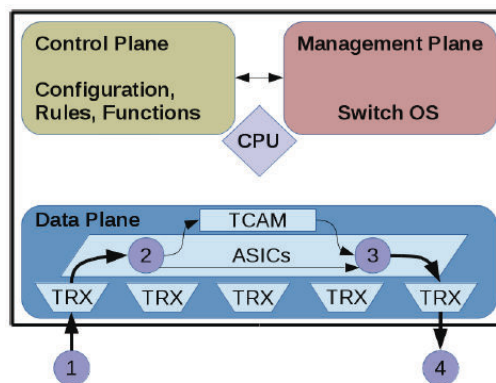 Control Plane
Configuration,
Rules, Functions
Management Plane
Switch OS
CPU
Data Plane
TCAM
2
ASICs
3
TRX
TRX
TRX
TRX
TRX
1
4